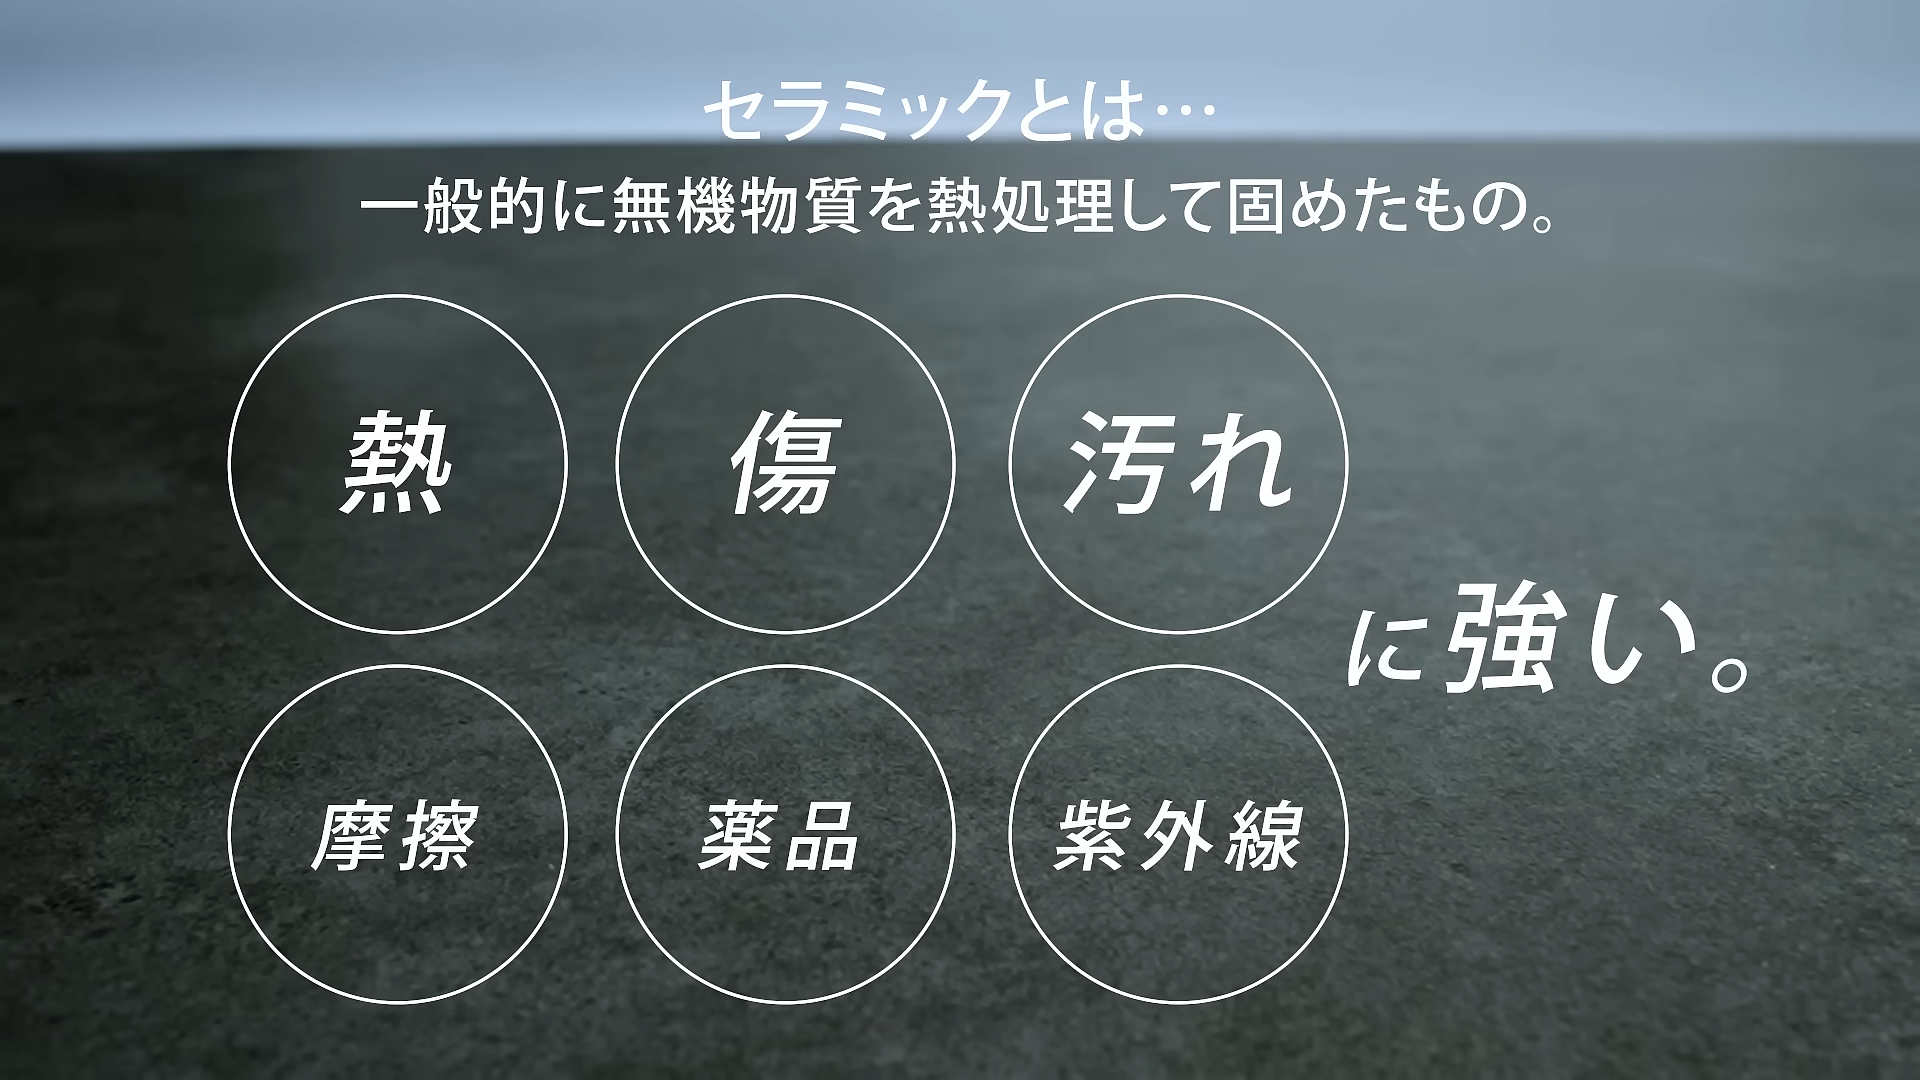 セラミックとは…
一般的に無機物質を熱処理して固めたもの。
熱
傷
汚れ
摩擦
薬品
紫外線
に強い。